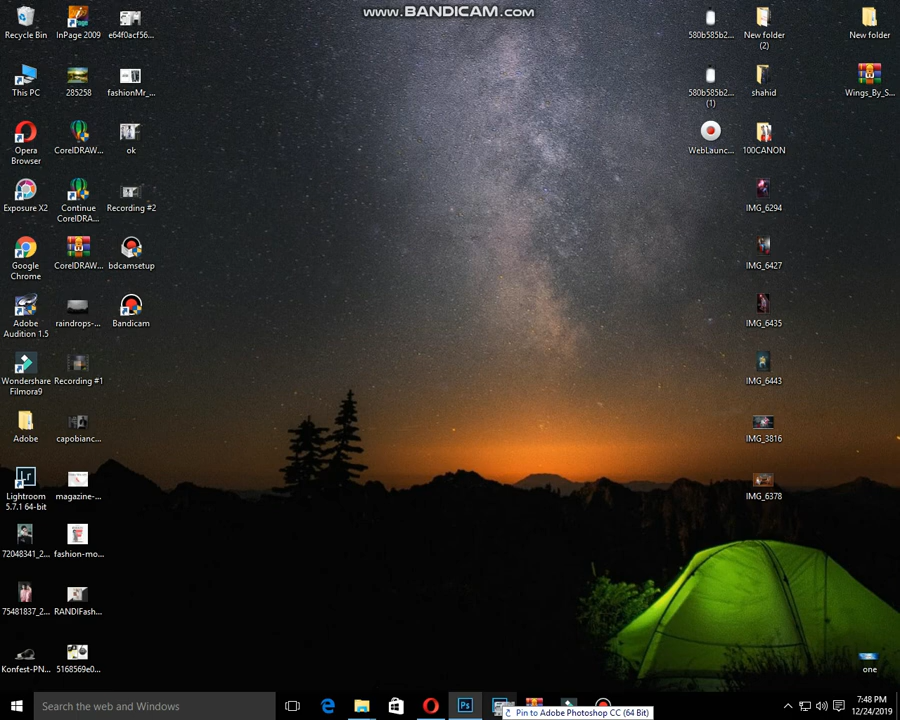 www.BANDICAM.com
Recycle Bin
InPage 2009
e64f0acf56...
580b585b2...
New folder
(2)
New folder
This PC
285258
fashionMr_...
580b585b2...
(1)
shahid
Wings_By_S...
Opera
Browser
CorelDRAW...
ok
WebLaunc...
100CANON
Exposure X2
Continue
CorelDRA...
Recording #2
IMG_6294
Google
Chrome
CorelDRAW...
bdcamsetup
IMG_6427
Adobe
Audition 1.5
raindrops-...
Bandicam
IMG_6435
Wondershare
Filmora9
Recording #1
IMG_6443
Adobe
capobianc...
IMG_3816
Lr
Lightroom
5.7.1 64-bit
magazine-...
IMG_6378
72048341_2...
fashion-mo...
75481837_2...
RANDIFash...
Konfest-PN...
5168569e0...
one
Search the web and Windows
Ps
Pin to Adobe Photoshop CC (64 Bit)
7:48 PM
12/24/2019